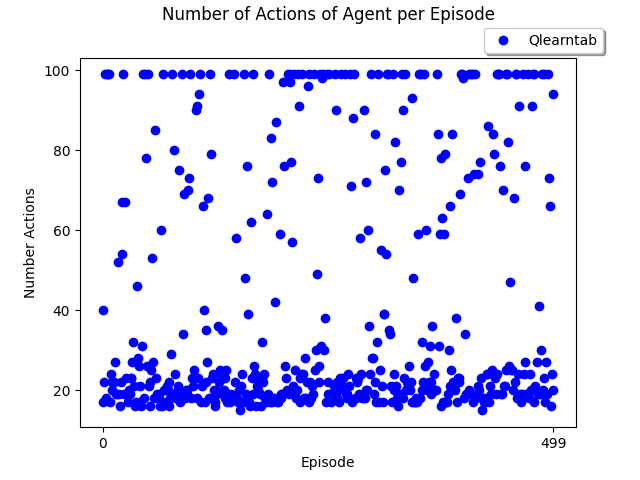 Number of Actions of Agent per Episode
Qlearntab
100
80
60
40
20
Number Actions
0
499
Episode